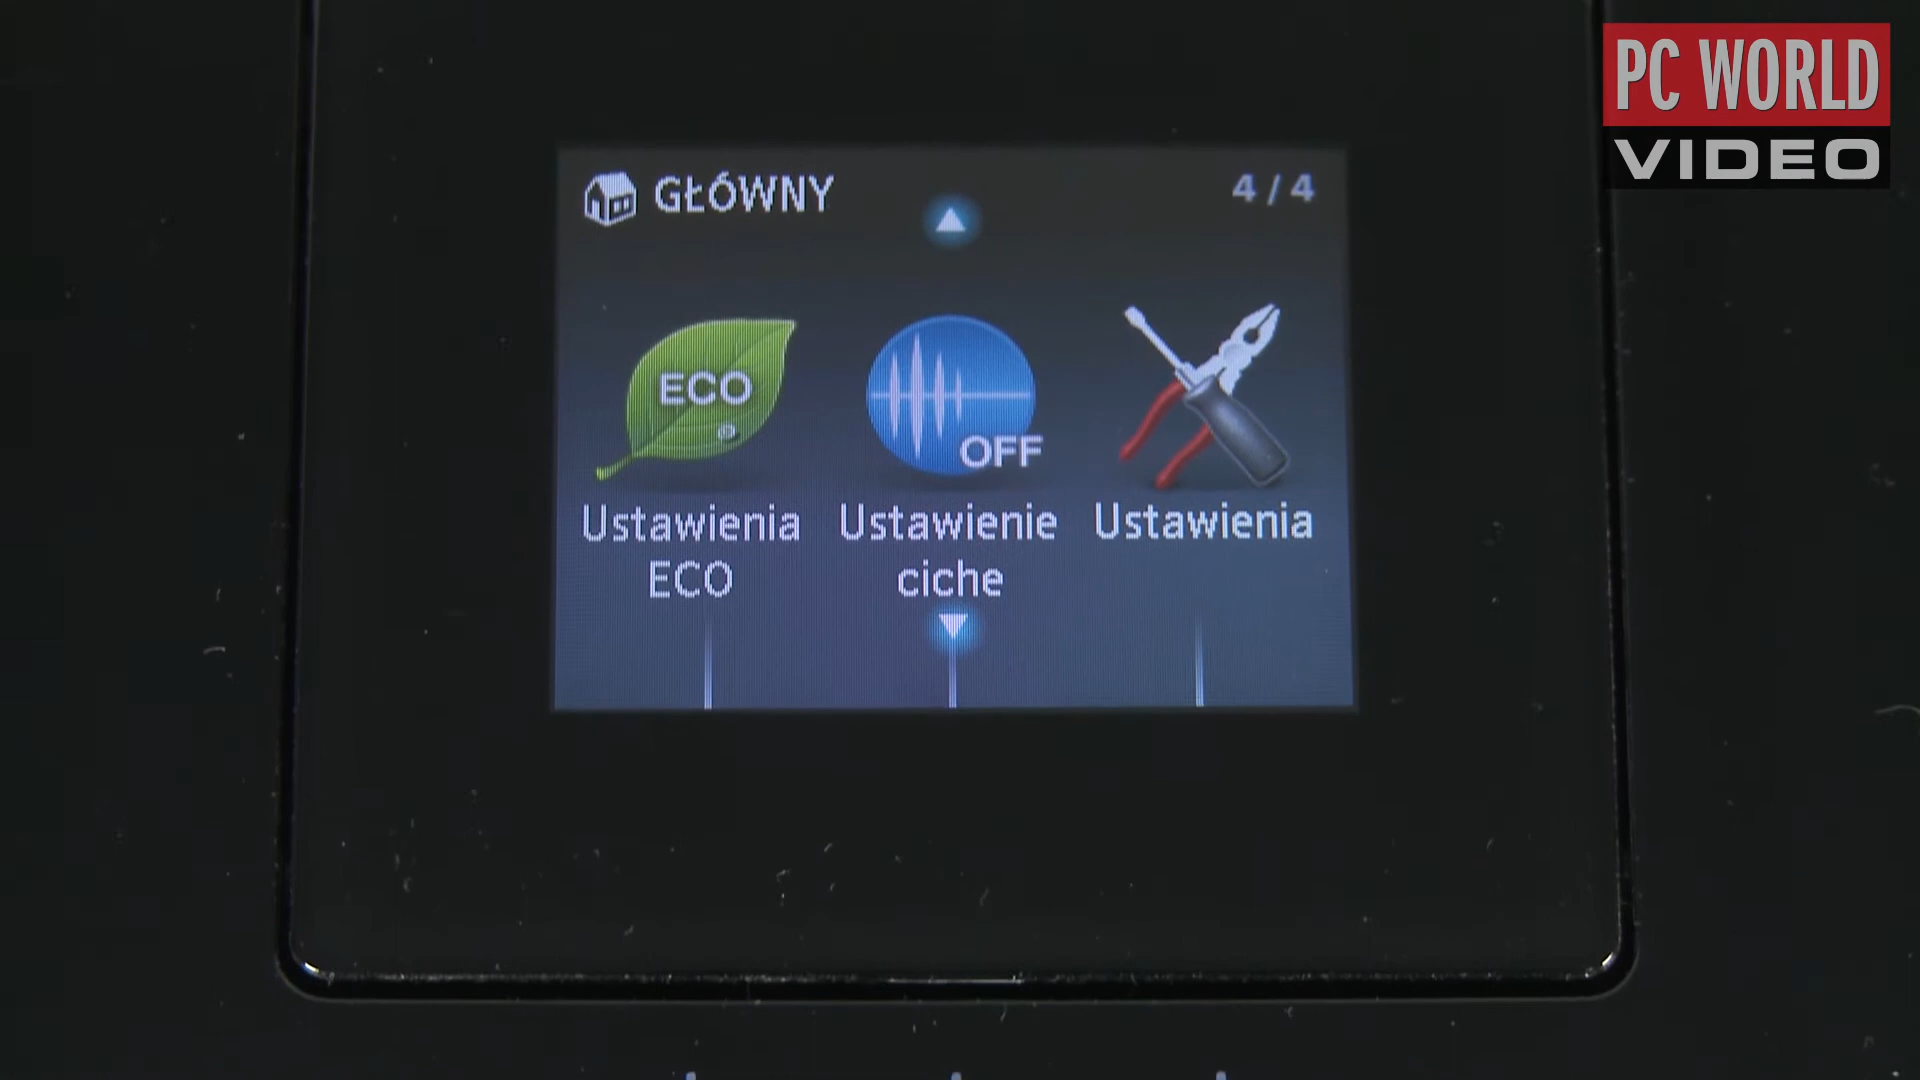 PC WORLD
VIDEO
GŁÓWNY
4 / 4
ECO
OFF
Ustawienia
ECO
Ustawienie
ciche
Ustawienia